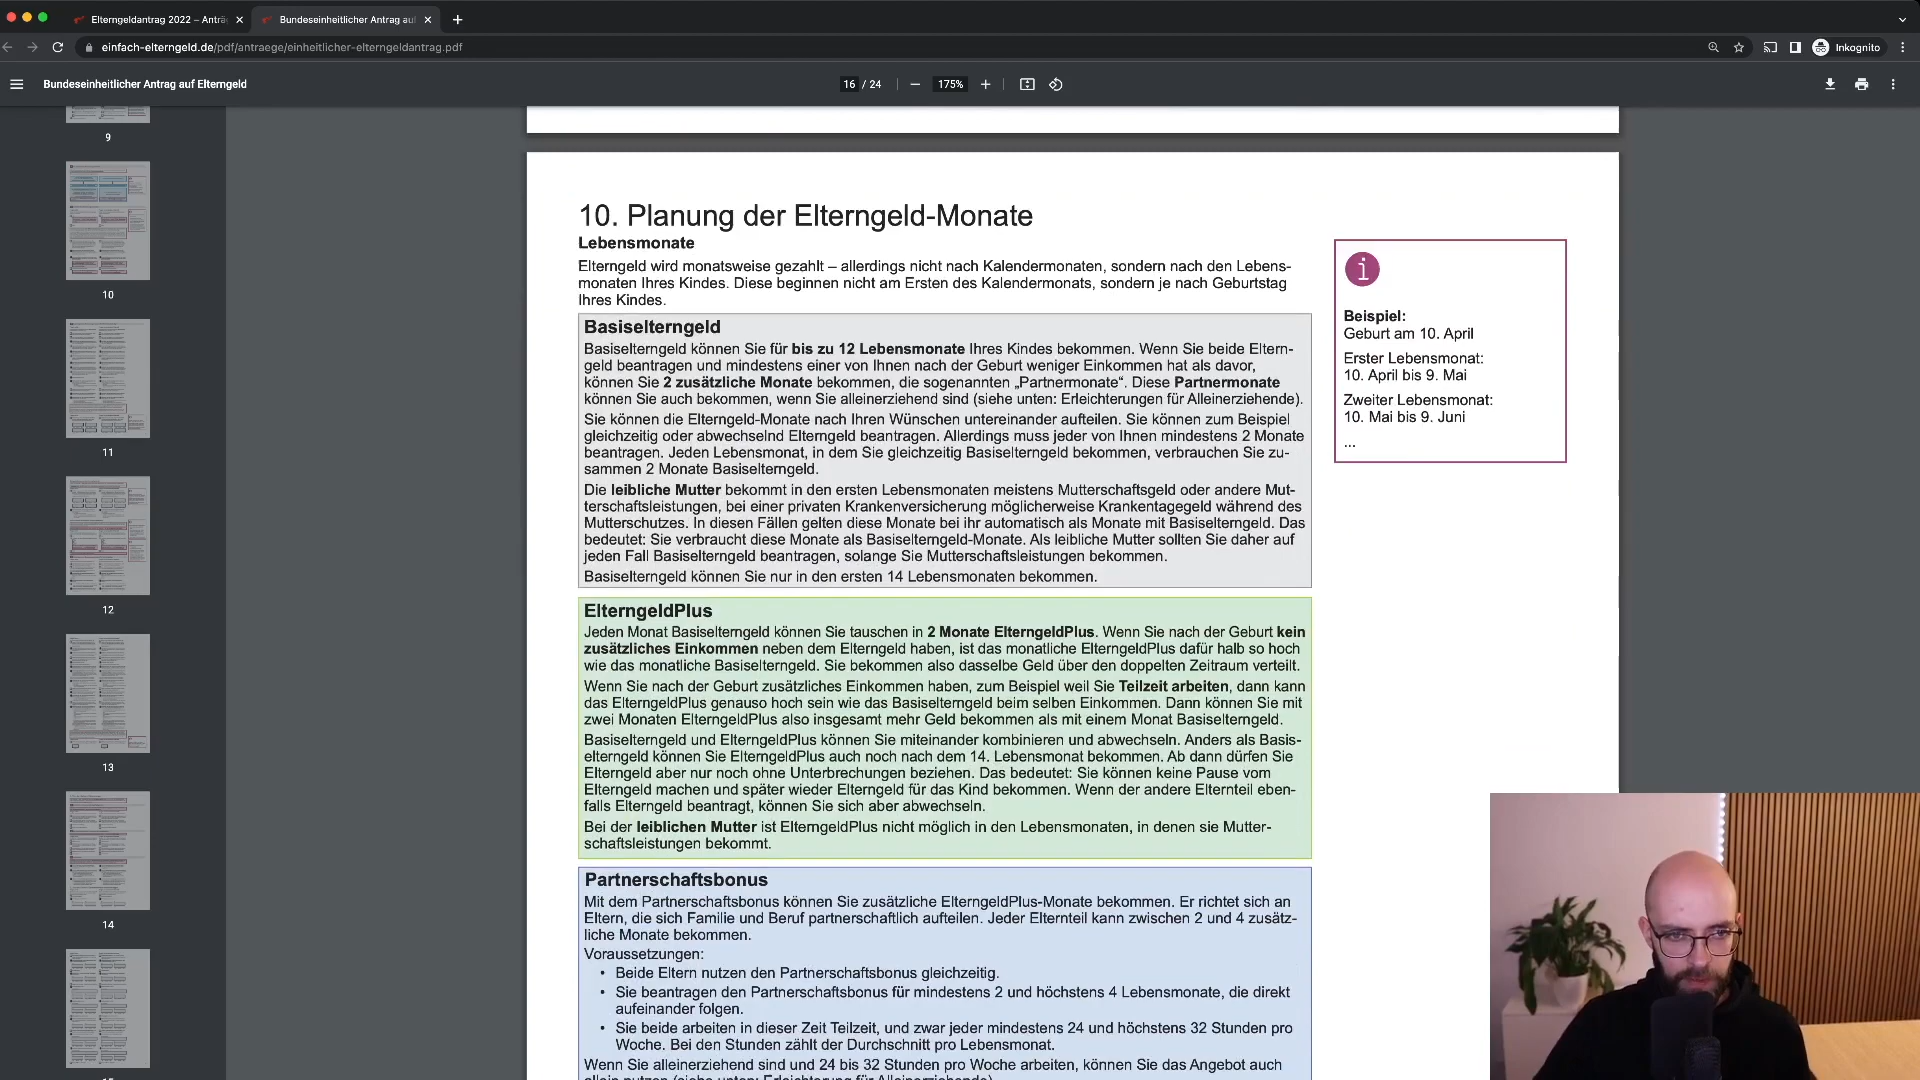 Elterngeldantrag 2022 – Anträ
Bundeseinheitlicher Antrag auf
einfach-elterngeld.de/pdf/antraege/einheitlicher-elterngeldantrag.pdf
Inkognito
Bundeseinheitlicher Antrag auf Elterngeld
16 / 24
175%
9
10
11
12
13
14
10. Planung der Elterngeld-Monate
Lebensmonate
Elterngeld wird monatsweise gezahlt – allerdings nicht nach Kalendermonaten, sondern nach den Lebens-
monaten Ihres Kindes. Diese beginnen nicht am Ersten des Kalendermonats, sondern je nach Geburtstag
Ihres Kindes.
Basiselterngeld
Basiselterngeld können Sie für bis zu 12 Lebensmonate Ihres Kindes bekommen. Wenn Sie beide Eltern-
geld beantragen und mindestens einer von Ihnen nach der Geburt weniger Einkommen hat als davor,
können Sie 2 zusätzliche Monate bekommen, die sogenannten „Partnermonate“. Diese Partnermonate
können Sie auch bekommen, wenn Sie alleinerziehend sind (siehe unten: Erleichterungen für Alleinerziehende).
Sie können die Elterngeld-Monate nach Ihren Wünschen untereinander aufteilen. Sie können zum Beispiel
gleichzeitig oder abwechselnd Elterngeld beantragen. Allerdings muss jeder von Ihnen mindestens 2 Monate
beantragen. Jeden Lebensmonat, in dem Sie gleichzeitig Basiselterngeld bekommen, verbrauchen Sie zu-
sammen 2 Monate Basiselterngeld.
Die leibliche Mutter bekommt in den ersten Lebensmonaten meistens Mutterschaftsgeld oder andere Mut-
terschaftsleistungen, bei einer privaten Krankenversicherung möglicherweise Krankentagegeld während des
Mutterschutzes. In diesen Fällen gelten diese Monate bei ihr automatisch als Monate mit Basiselterngeld. Das
bedeutet: Sie verbraucht diese Monate als Basiselterngeld-Monate. Als leibliche Mutter sollten Sie daher auf
jeden Fall Basiselterngeld beantragen, solange Sie Mutterschaftsleistungen bekommen.
Basiselterngeld können Sie nur in den ersten 14 Lebensmonaten bekommen.
ElterngeldPlus
Jeden Monat Basiselterngeld können Sie tauschen in 2 Monate ElterngeldPlus. Wenn Sie nach der Geburt kein
zusätzliches Einkommen neben dem Elterngeld haben, ist das monatliche ElterngeldPlus dafür halb so hoch
wie das monatliche Basiselterngeld. Sie bekommen also dasselbe Geld über den doppelten Zeitraum verteilt.
Wenn Sie nach der Geburt zusätzliches Einkommen haben, zum Beispiel weil Sie Teilzeit arbeiten, dann kann
das ElterngeldPlus genauso hoch sein wie das Basiselterngeld beim selben Einkommen. Dann können Sie mit
zwei Monaten ElterngeldPlus also insgesamt mehr Geld bekommen als mit einem Monat Basiselterngeld.
Basiselterngeld und ElterngeldPlus können Sie miteinander kombinieren und abwechseln. Anders als Basis-
elterngeld können Sie ElterngeldPlus auch noch nach dem 14. Lebensmonat bekommen. Ab dann dürfen Sie
Elterngeld aber nur noch ohne Unterbrechungen beziehen. Das bedeutet: Sie können keine Pause vom
Elterngeld machen und später wieder Elterngeld für das Kind bekommen. Wenn der andere Elternteil eben-
falls Elterngeld beantragt, können Sie sich aber abwechseln.
Bei der leiblichen Mutter ist ElterngeldPlus nicht möglich in den Lebensmonaten, in denen sie Mutter-
schaftsleistungen bekommt.
Partnerschaftsbonus
Mit dem Partnerschaftsbonus können Sie zusätzliche ElterngeldPlus-Monate bekommen. Er richtet sich an
Eltern, die sich Familie und Beruf partnerschaftlich aufteilen. Jeder Elternteil kann zwischen 2 und 4 zusätz-
liche Monate bekommen.
Voraussetzungen:
• Beide Eltern nutzen den Partnerschaftsbonus gleichzeitig.
• Sie beantragen den Partnerschaftsbonus für mindestens 2 und höchstens 4 Lebensmonate, die direkt
aufeinander folgen.
• Sie beide arbeiten in dieser Zeit Teilzeit, und zwar jeder mindestens 24 und höchstens 32 Stunden pro
Woche. Bei den Stunden zählt der Durchschnitt pro Lebensmonat.
Wenn Sie alleinerziehend sind und 24 bis 32 Stunden pro Woche arbeiten, können Sie das Angebot auch
i
Beispiel:
Geburt am 10. April
Erster Lebensmonat:
10. April bis 9. Mai
Zweiter Lebensmonat:
10. Mai bis 9. Juni
...